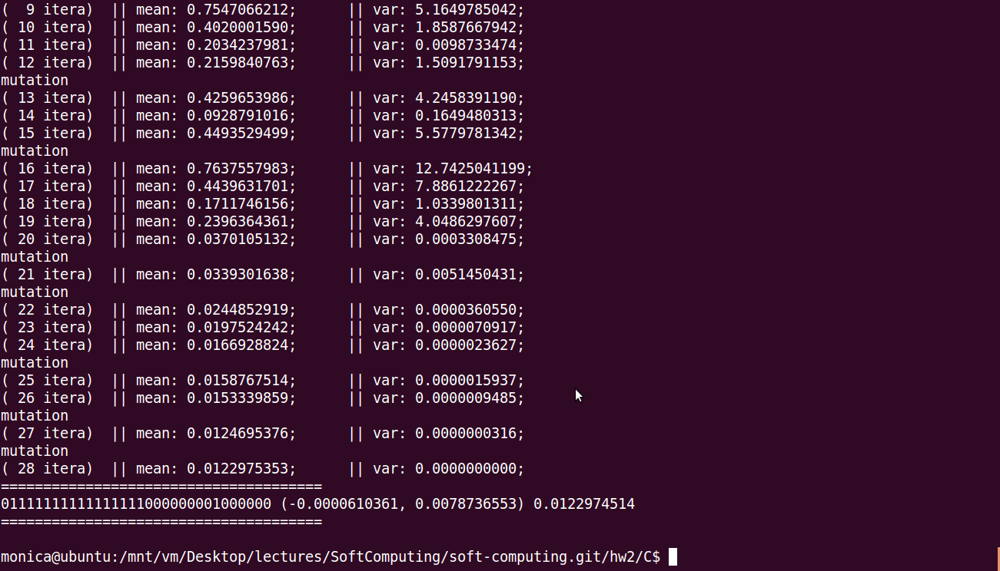 (  9 itera)  || mean: 0.7547066212;      || var: 5.1649785042;
( 10 itera)  || mean: 0.4020001590;      || var: 1.8587667942;
( 11 itera)  || mean: 0.2034237981;      || var: 0.0098733474;
( 12 itera)  || mean: 0.2159840763;      || var: 1.5091791153;
mutation
( 13 itera)  || mean: 0.4259653986;      || var: 4.2458391190;
( 14 itera)  || mean: 0.0928791016;      || var: 0.1649480313;
( 15 itera)  || mean: 0.4493529499;      || var: 5.5779781342;
mutation
( 16 itera)  || mean: 0.7637557983;      || var: 12.7425041199;
( 17 itera)  || mean: 0.4439631701;      || var: 7.8861222267;
( 18 itera)  || mean: 0.1711746156;      || var: 1.0339801311;
( 19 itera)  || mean: 0.2396364361;      || var: 4.0486297607;
( 20 itera)  || mean: 0.0370105132;      || var: 0.0003308475;
mutation
( 21 itera)  || mean: 0.0339301638;      || var: 0.0051450431;
mutation
( 22 itera)  || mean: 0.0244852919;      || var: 0.0000360550;
( 23 itera)  || mean: 0.0197524242;      || var: 0.0000070917;
( 24 itera)  || mean: 0.0166928824;      || var: 0.0000023627;
mutation
( 25 itera)  || mean: 0.0158767514;      || var: 0.0000015937;
( 26 itera)  || mean: 0.0153339859;      || var: 0.0000009485;
mutation
( 27 itera)  || mean: 0.0124695376;      || var: 0.0000000316;
mutation
( 28 itera)  || mean: 0.0122975353;      || var: 0.0000000000;
======================================
01111111111111111000000001000000 (-0.0000610361, 0.0078736553) 0.0122974514
======================================
monica@ubuntu:/mnt/vm/Desktop/lectures/SoftComputing/soft-computing.git/hw2/C$